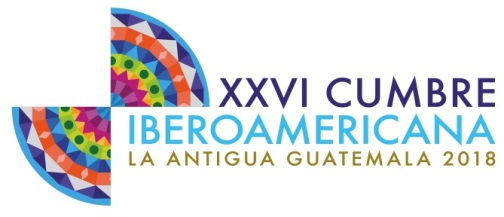 XXVI CUMBRE
IBEROAMERICANA
LA ANTIGUA GUATEMALA 2018